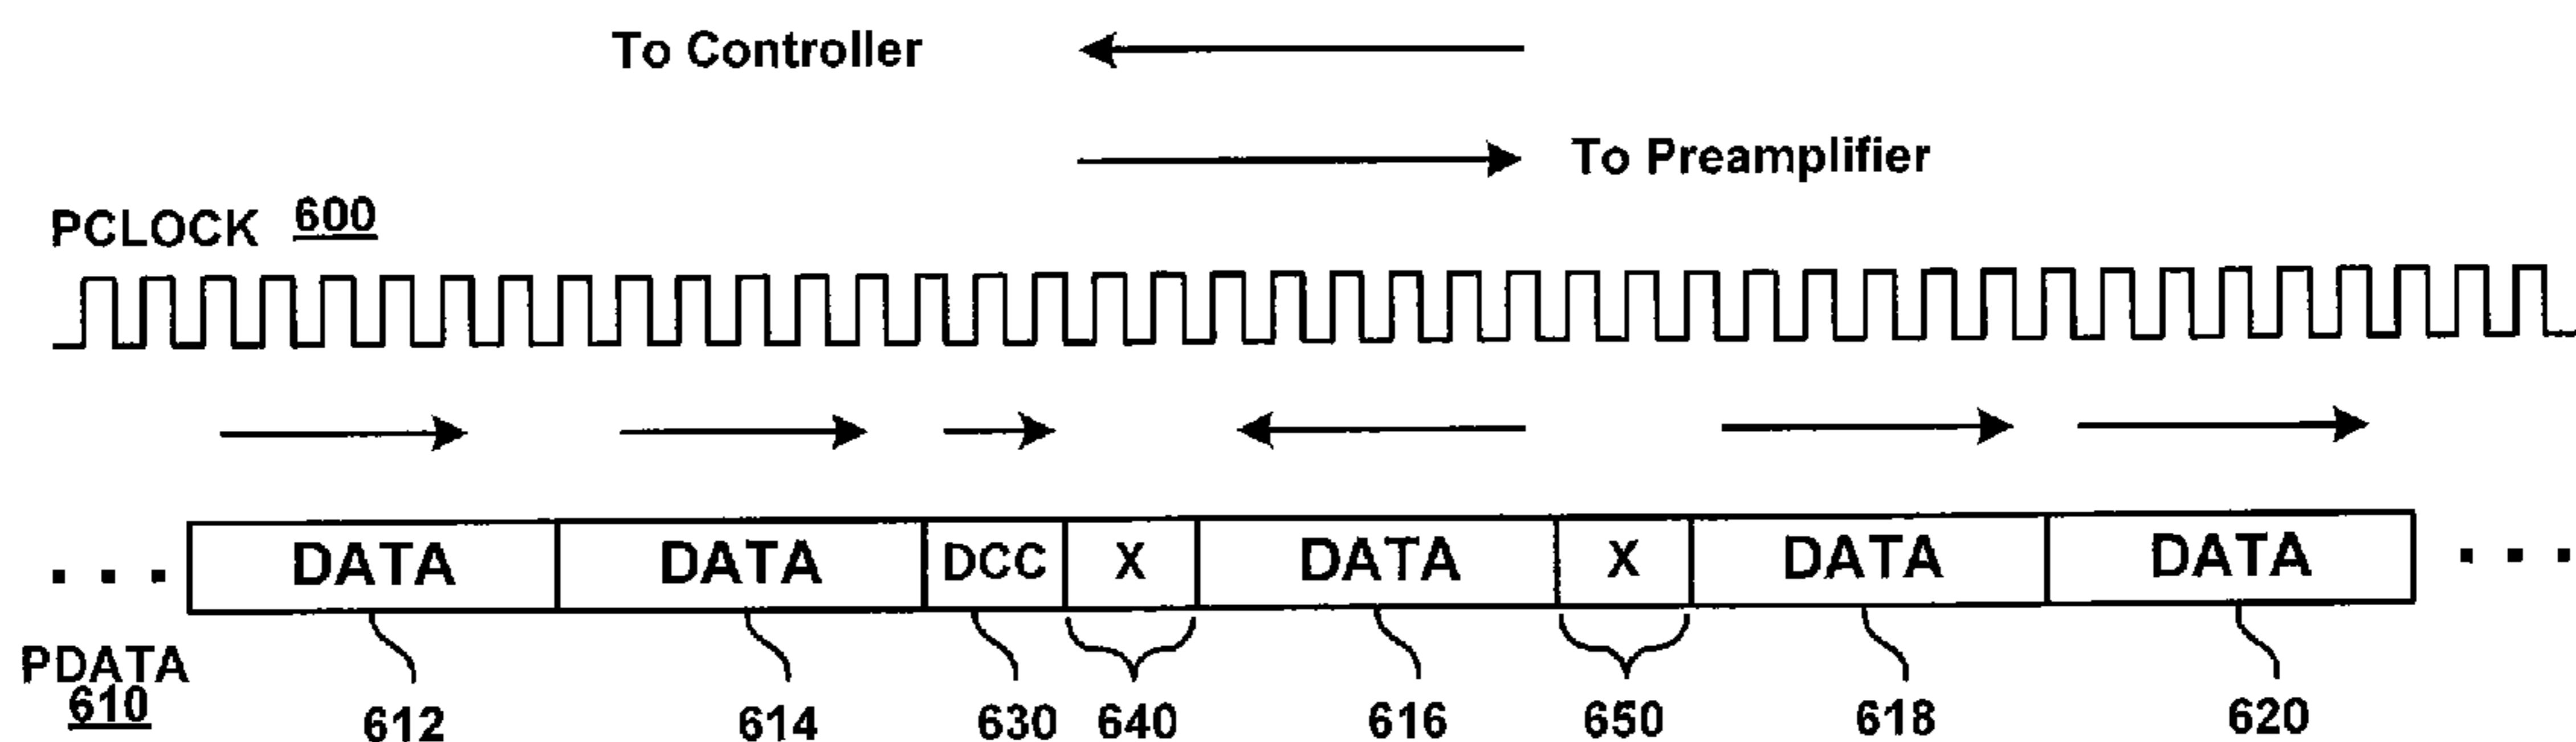 To Controller
To Preamplifier
PCLOCK 600
. . . DATA DATA DCC X DATA X DATA DATA . . .
PDATA
610
612 614 630 640 616 650 618 620